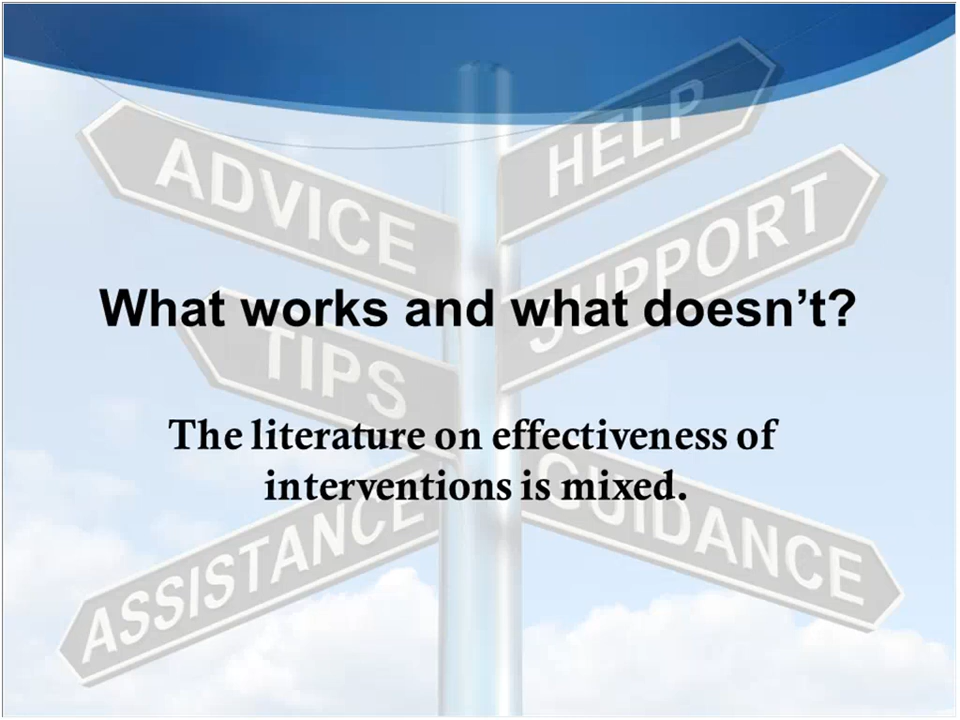 HELP
ADVICE
SUPPORT
What works and what doesn't?
TIPS
The literature on effectiveness of
interventions is mixed.
GUIDANCE
ASSISTANCE